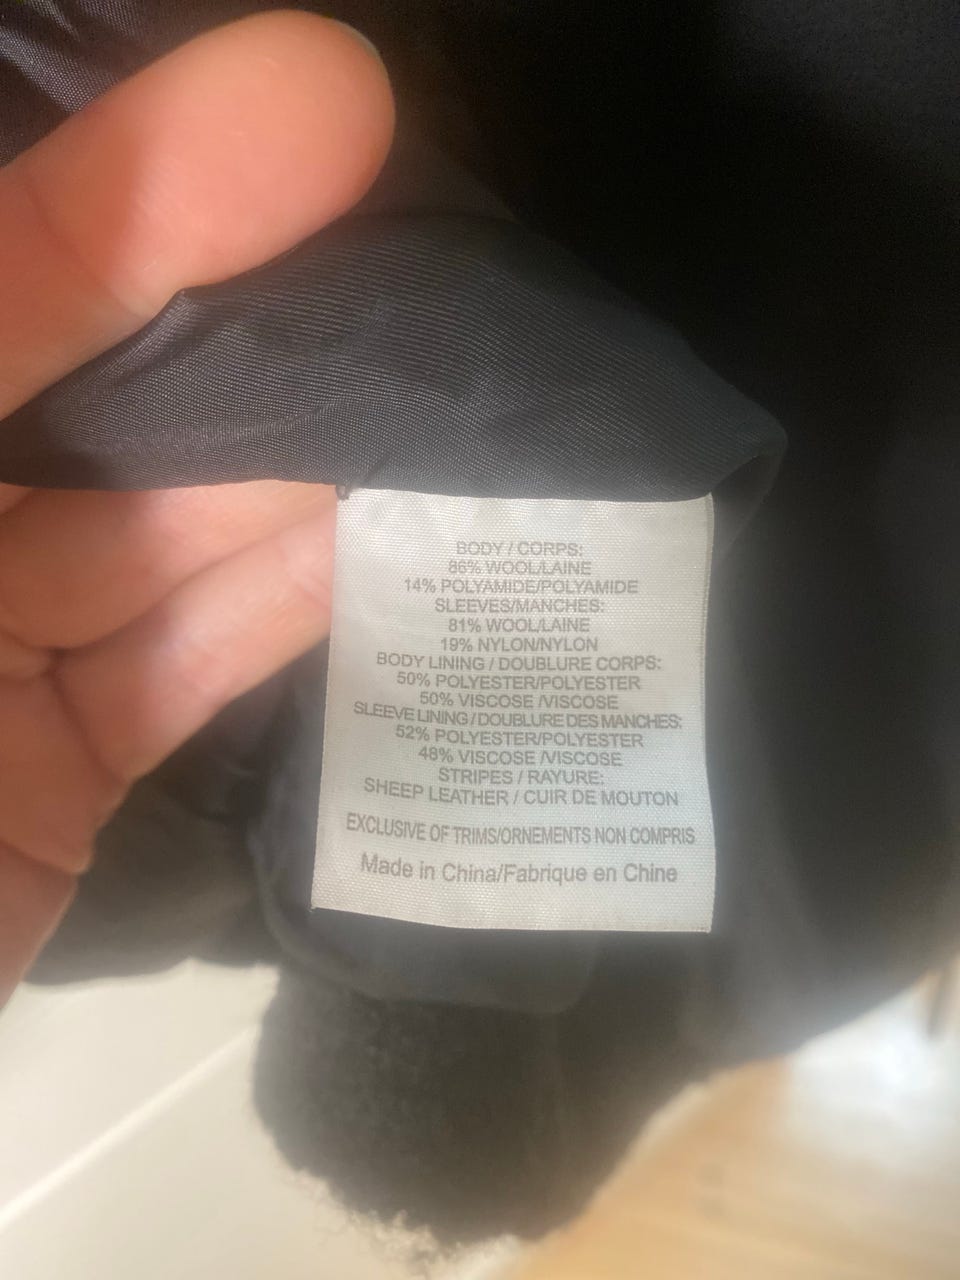 BODY / CORPS:
86% WOOL/LAINE
14% POLYAMIDE/POLYAMIDE
SLEEVES/MANCHES:
81% WOOL/LAINE
19% NYLON/NYLON
BODY LINING / DOUBLURE CORPS:
50% POLYESTER/POLYESTER
50% VISCOSE /VISCOSE
SLEEVE LINING / DOUBLURE DES MANCHES:
52% POLYESTER/POLYESTER
48% VISCOSE /VISCOSE
STRIPES / RAYURE:
SHEEP LEATHER / CUIR DE MOUTON
EXCLUSIVE OF TRIMS/ORNEMENTS NON COMPRIS
Made in China/Fabrique en Chine